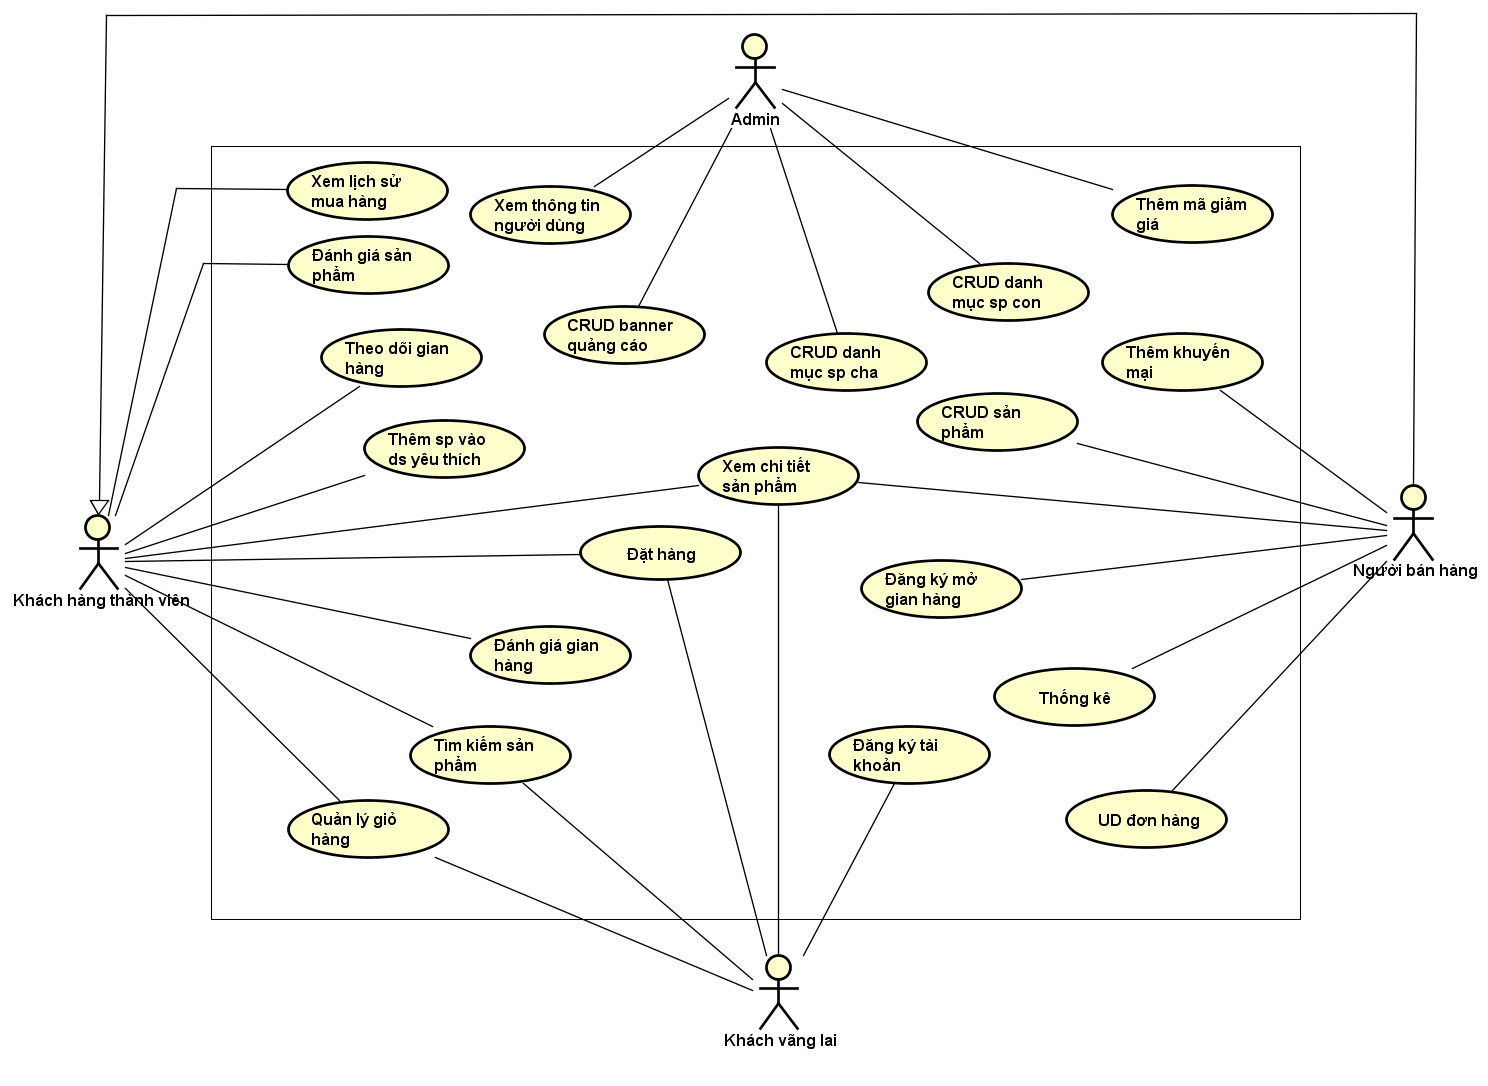 Admin
Xem lịch sử
mua hàng
Xem thông tin
người dùng
Thêm mã giảm
giá
Đánh giá sản
phẩm
CRUD danh
mục sp con
CRUD banner
quảng cáo
Theo dõi gian
hàng
CRUD danh
mục sp cha
Thêm khuyến
mại
CRUD sản
phẩm
Thêm sp vào
ds yêu thích
Xem chi tiết
sản phẩm
Đặt hàng
Đăng ký mở
gian hàng
Người bán hàng
Khách hàng thành viên
Đánh giá gian
hàng
Thống kê
Tìm kiếm sản
phẩm
Đăng ký tài
khoản
Quản lý giỏ
hàng
UD đơn hàng
Khách vãng lai